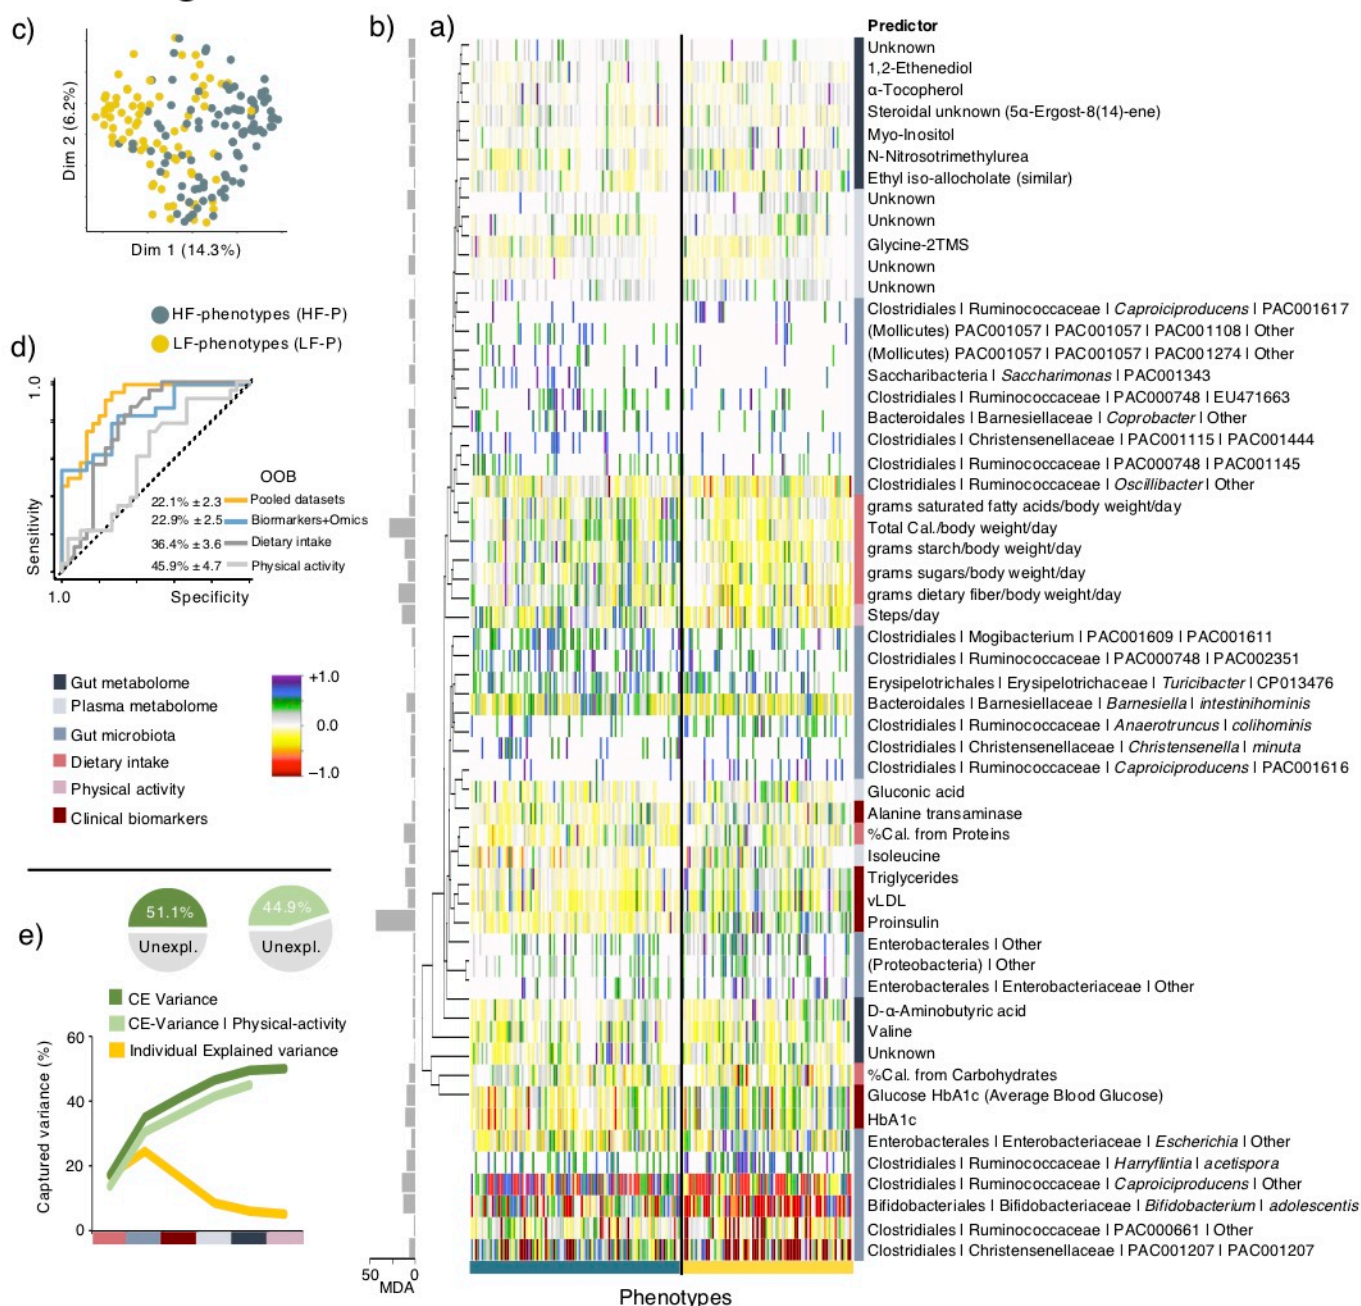 c)
Dim 2 (6.2%)
Dim 1 (14.3%)
HF-phenotypes (HF-P)
LF-phenotypes (LF-P)
d)
Sensitivity
1.0
OOB
22.1% ± 2.3 Pooled datasets
22.9% ± 2.5 Biomarkers+Omics
36.4% ± 3.6 Dietary intake
45.9% ± 4.7 Physical activity
1.0 Specificity
Gut metabolome
Plasma metabolome
Gut microbiota
Dietary intake
Physical activity
Clinical biomarkers
+1.0
0.0
−1.0
e)
51.1%
Unexpl.
44.9%
Unexpl.
CE Variance
CE-Variance | Physical-activity
Individual Explained variance
Captured variance (%)
60
40
20
0
b)
50 0
MDA
a)
Predictor
Unknown
1,2-Ethenediol
α-Tocopherol
Steroidal unknown (5α-Ergost-8(14)-ene)
Myo-Inositol
N-Nitrosotrimethylurea
Ethyl iso-allocholate (similar)
Unknown
Unknown
Glycine-2TMS
Unknown
Unknown
Clostridiales | Ruminococcaceae | Caproiciproducens | PAC001617
(Mollicutes) PAC001057 | PAC001057 | PAC001108 | Other
(Mollicutes) PAC001057 | PAC001057 | PAC001274 | Other
Saccharibacteria | Saccharimonas | PAC001343
Clostridiales | Ruminococcaceae | PAC000748 | EU471663
Bacteroidales | Barnesiellaceae | Coprobacter | Other
Clostridiales | Christensenellaceae | PAC001115 | PAC001444
Clostridiales | Ruminococcaceae | PAC000748 | PAC001145
Clostridiales | Ruminococcaceae | Oscillibacter | Other
grams saturated fatty acids/body weight/day
Total Cal./body weight/day
grams starch/body weight/day
grams sugars/body weight/day
grams dietary fiber/body weight/day
Steps/day
Clostridiales | Mogibacterium | PAC001609 | PAC001611
Clostridiales | Ruminococcaceae | PAC000748 | PAC002351
Erysipelotrichales | Erysipelotrichaceae | Turicibacter | CP013476
Bacteroidales | Barnesiellaceae | Barnesiella | intestinihominis
Clostridiales | Ruminococcaceae | Anaerotruncus | colihominis
Clostridiales | Christensenellaceae | Christensenella | minuta
Clostridiales | Ruminococcaceae | Caproiciproducens | PAC001616
Gluconic acid
Alanine transaminase
%Cal. from Proteins
Isoleucine
Triglycerides
vLDL
Proinsulin
Enterobacterales | Other
(Proteobacteria) | Other
Enterobacterales | Enterobacteriaceae | Other
D-α-Aminobutyric acid
Valine
Unknown
%Cal. from Carbohydrates
Glucose HbA1c (Average Blood Glucose)
HbA1c
Enterobacterales | Enterobacteriaceae | Escherichia | Other
Clostridiales | Ruminococcaceae | Harryflintia | acetispora
Clostridiales | Ruminococcaceae | Caproiciproducens | Other
Bifidobacteriales | Bifidobacteriaceae | Bifidobacterium | adolescentis
Clostridiales | Ruminococcaceae | PAC000661 | Other
Clostridiales | Christensenellaceae | PAC001207 | PAC001207
Phenotypes